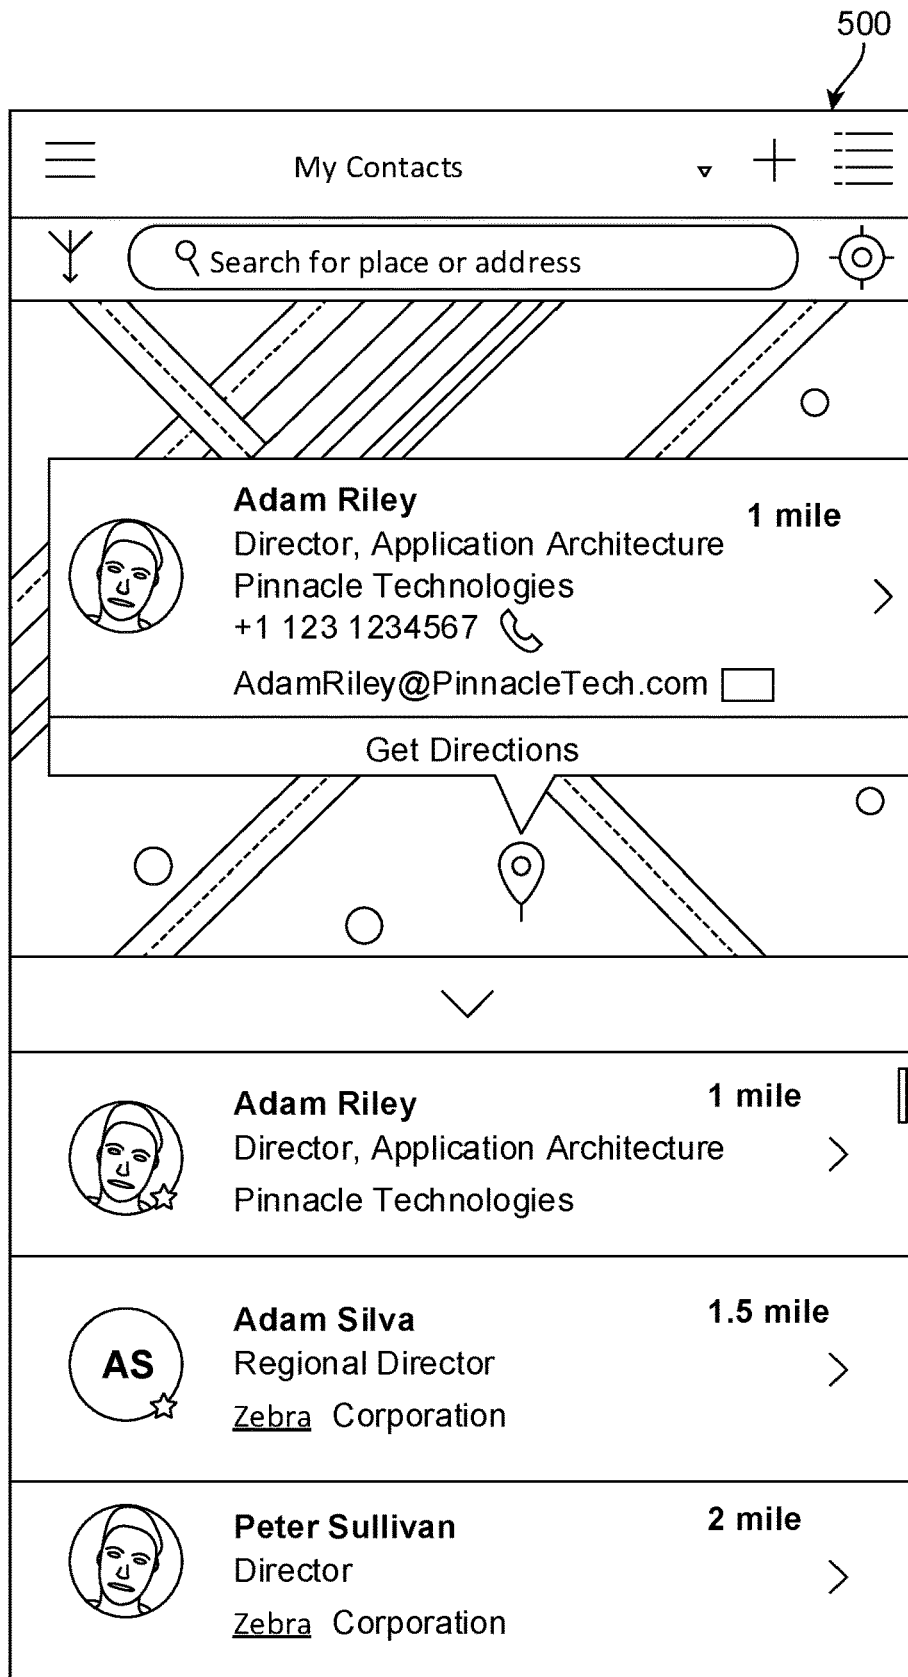 500
My Contacts
Search for place or address
Adam Riley
1 mile
Director, Application Architecture
Pinnacle Technologies
+1 123 1234567
AdamRiley@PinnacleTech.com
Get Directions
Adam Riley
1 mile
Director, Application Architecture
Pinnacle Technologies
AS
Adam Silva
1.5 mile
Regional Director
Zebra Corporation
Peter Sullivan
2 mile
Director
Zebra Corporation